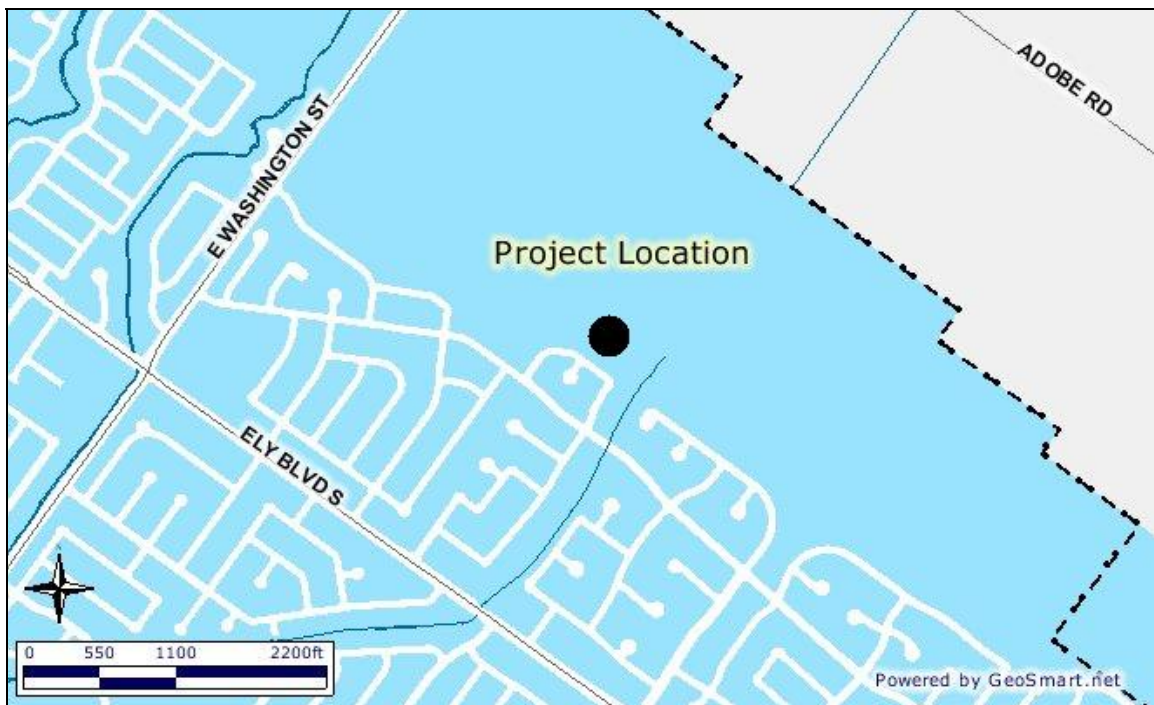 ADOBE RD
E WASHINGTON ST
Project Location
ELY BLVD S
0 550 1100 2200ft
Powered by GeoSmart.net